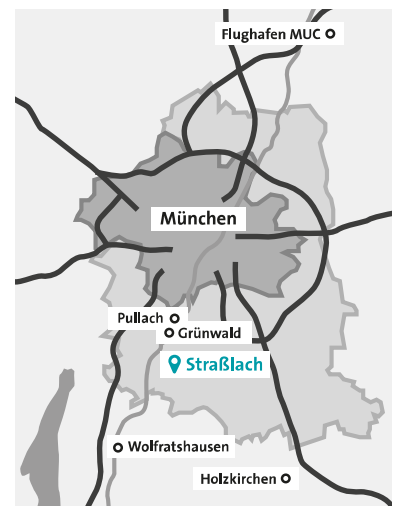 Flughafen MUC
München
Pullach
Grünwald
Straßlach
Wolfratshausen
Holzkirchen